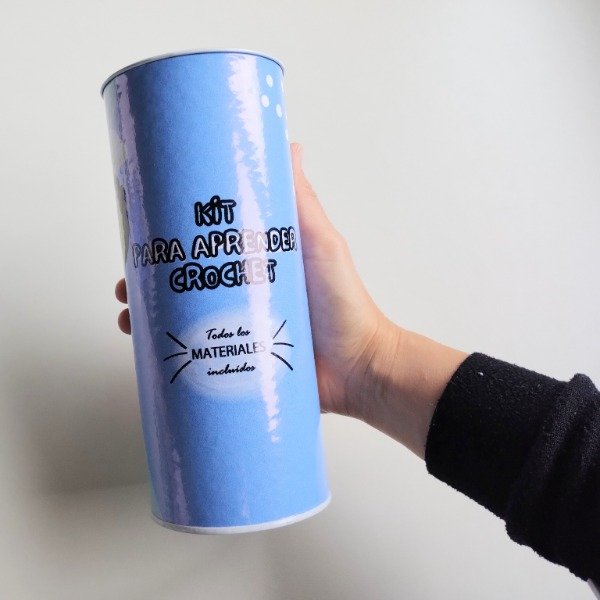 KiT
PARA APRENDER
CROCHET
Todos los
MATERIALES
incluidos